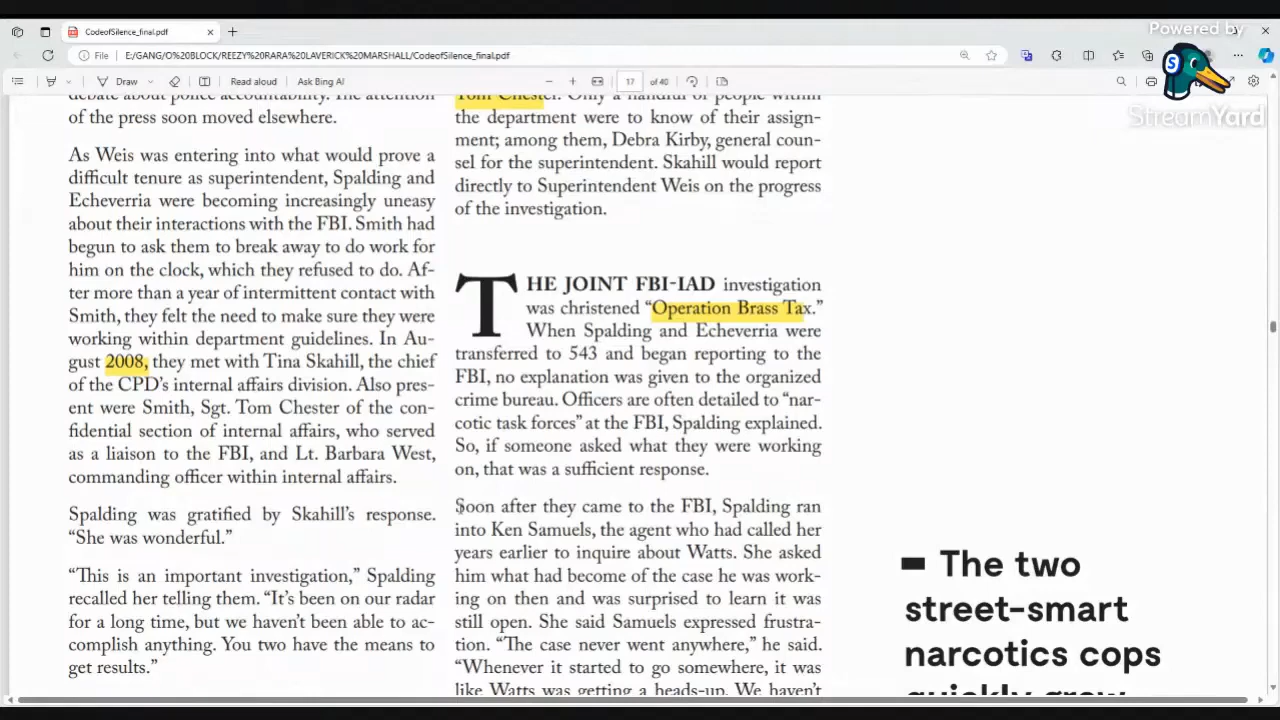 Powered by
StreamYard
CodeofSilence_final.pdf
File
E:/GANG/O%20BLOCK/REEZY%20RARA%20LAVERICK%20MARSHALL/CodeofSilence_final.pdf
Draw
Read aloud
Ask Bing AI
17
of 40
debate about police accountability. The attention
of the press soon moved elsewhere.
As Weis was entering into what would prove a
difficult tenure as superintendent, Spalding and
Echeverria were becoming increasingly uneasy
about their interactions with the FBI. Smith had
begun to ask them to break away to do work for
him on the clock, which they refused to do. Af-
ter more than a year of intermittent contact with
Smith, they felt the need to make sure they were
working within department guidelines. In Au-
gust 2008, they met with Tina Skahill, the chief
of the CPD's internal affairs division. Also pres-
ent were Smith, Sgt. Tom Chester of the con-
fidential section of internal affairs, who served
as a liaison to the FBI, and Lt. Barbara West,
commanding officer within internal affairs.
Spalding was gratified by Skahill's response.
“She was wonderful.”
“This is an important investigation,” Spalding
recalled her telling them. “It's been on our radar
for a long time, but we haven't been able to ac-
complish anything. You two have the means to
get results.”
Tom Chester. Only a handful of people within
the department were to know of their assign-
ment; among them, Debra Kirby, general coun-
sel for the superintendent. Skahill would report
directly to Superintendent Weis on the progress
of the investigation.
THE JOINT FBI-IAD investigation
was christened “Operation Brass Tax.”
When Spalding and Echeverria were
transferred to 543 and began reporting to the
FBI, no explanation was given to the organized
crime bureau. Officers are often detailed to “nar-
cotic task forces” at the FBI, Spalding explained.
So, if someone asked what they were working
on, that was a sufficient response.
Soon after they came to the FBI, Spalding ran
into Ken Samuels, the agent who had called her
years earlier to inquire about Watts. She asked
him what had become of the case he was work-
ing on then and was surprised to learn it was
still open. She said Samuels expressed frustra-
tion. “The case never went anywhere,” he said.
“Whenever it started to go somewhere, it was
like Watts was getting a heads-up. We haven't
The two
street-smart
narcotics cops
quickly grew